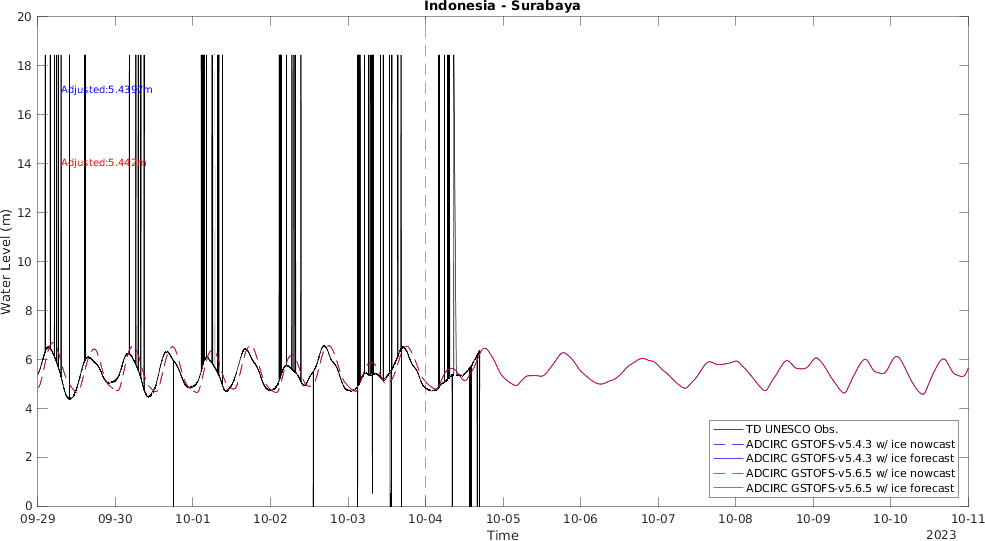 Indonesia - Surabaya
Water Level (m)
20
18
16
14
12
10
8
6
4
2
0
Adjusted:5.4397m
Adjusted:5.442m
TD UNESCO Obs.
ADCIRC GSTOFS-v5.4.3 w/ ice nowcast
ADCIRC GSTOFS-v5.4.3 w/ ice forecast
ADCIRC GSTOFS-v5.6.5 w/ ice nowcast
ADCIRC GSTOFS-v5.6.5 w/ ice forecast
09-29 09-30 10-01 10-02 10-03 10-04 10-05 10-06 10-07 10-08 10-09 10-10 10-11
Time
2023